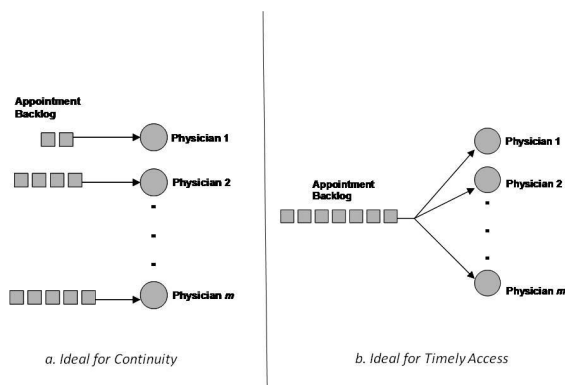 Appointment
Backlog
Physician 1
Physician 2
Physician m
a. Ideal for Continuity
Appointment
Backlog
Physician 1
Physician 2
Physician m
b. Ideal for Timely Access